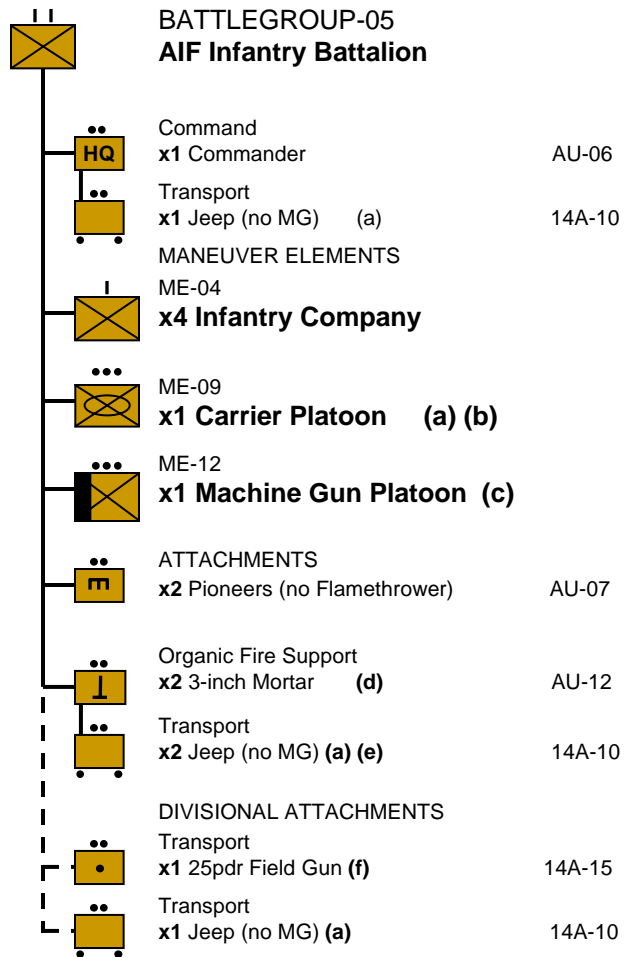 BATTLEGROUP-05
AIF Infantry Battalion
Command
HQ x1 Commander AU-06
Transport
x1 Jeep (no MG) (a) 14A-10
MANEUVER ELEMENTS
ME-04
x4 Infantry Company
ME-09
x1 Carrier Platoon (a) (b)
ME-12
x1 Machine Gun Platoon (c)
ATTACHMENTS
x2 Pioneers (no Flamethrower) AU-07
Organic Fire Support
x2 3-inch Mortar (d) AU-12
Transport
x2 Jeep (no MG) (a) (e) 14A-10
DIVISIONAL ATTACHMENTS
Transport
x1 25pdr Field Gun (f) 14A-15
Transport
x1 Jeep (no MG) (a) 14A-10